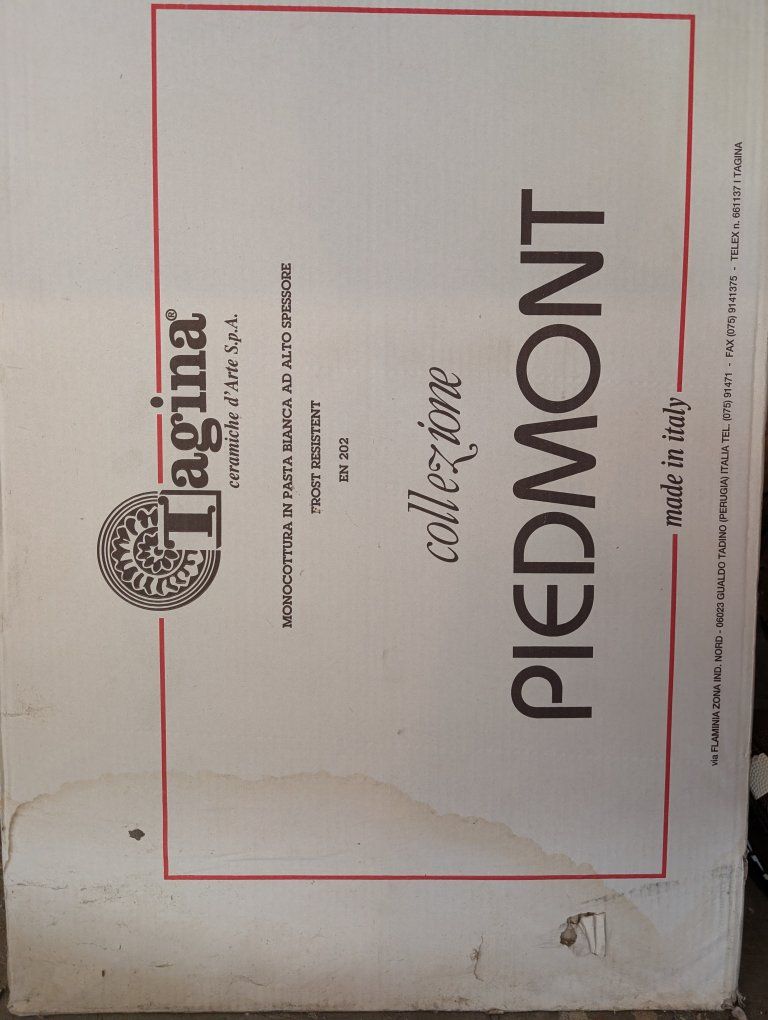 Tagina®
ceramiche d'Arte S.p.A.
MONOCOTTURA IN PASTA BIANCA AD ALTO SPESSORE
FROST RESISTENT
EN 202
collezione
PIEDMONT
made in italy
via FLAMINIA ZONA IND. NORD - 06023 GUALDO TADINO (PERUGIA) ITALIA TEL. (075) 91471 - FAX (075) 9141375 - TELEX n. 661137 I TAGINA